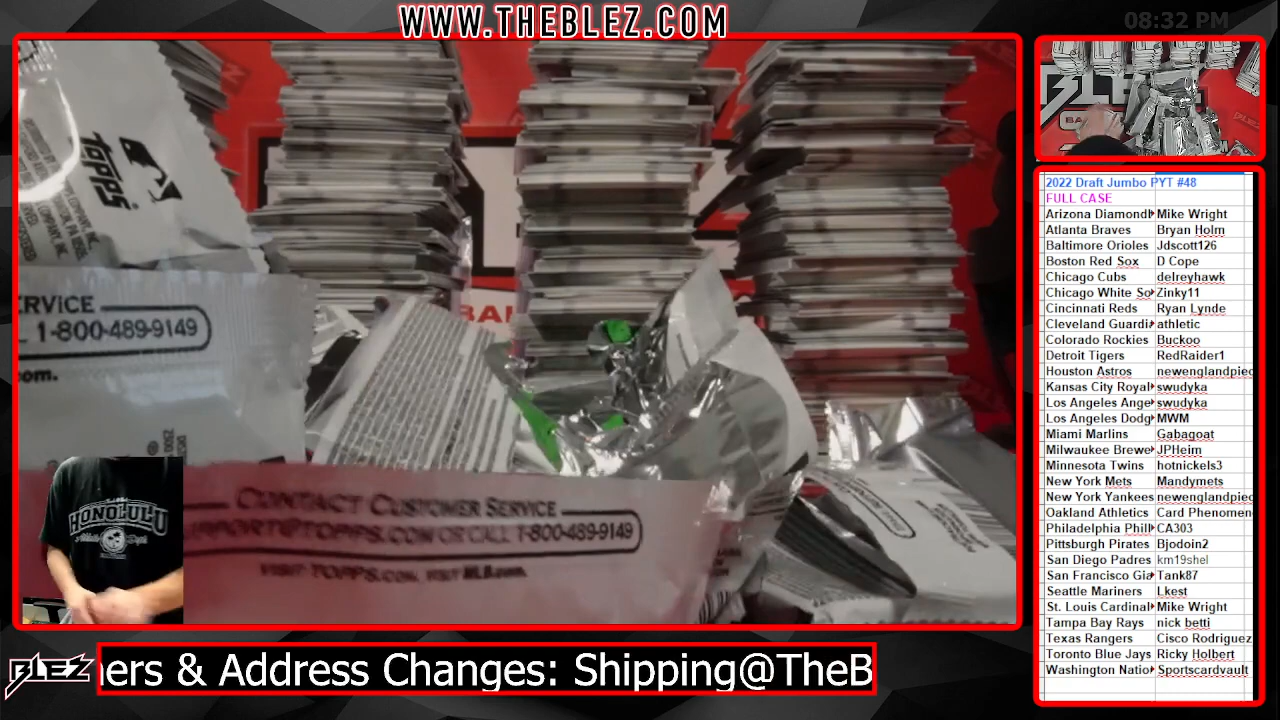 WWW.THEBLEZ.COM
08:32 PM
topps
ERVICE
1-800-489-9149
com.
CONTACT CUSTOMER SERVICE
SUPPORT@TOPPS.COM OR CALL 1-800-489-9149
VISIT TOPPS.COM. VISIT MLB.com.
HONOLULU
BLEZ
ers & Address Changes: Shipping@TheB
2022 Draft Jumbo PYT #48
FULL CASE
Arizona Diamondb Mike Wright
Atlanta Braves Bryan Holm
Baltimore Orioles Jdscott126
Boston Red Sox D Cope
Chicago Cubs delreyhawk
Chicago White So Zinky11
Cincinnati Reds Ryan Lynde
Cleveland Guardi athletic
Colorado Rockies Buckoo
Detroit Tigers RedRaider1
Houston Astros newenglandpiec
Kansas City Royal swudyka
Los Angeles Ange swudyka
Los Angeles Dodg MWM
Miami Marlins Gabagoat
Milwaukee Brewe JPHeim
Minnesota Twins hotnickels3
New York Mets Mandymets
New York Yankees newenglandpiec
Oakland Athletics Card Phenomen
Philadelphia Phill CA303
Pittsburgh Pirates Bjodoin2
San Diego Padres km19shel
San Francisco Gia Tank87
Seattle Mariners Lkest
St. Louis Cardinal Mike Wright
Tampa Bay Rays nick betti
Texas Rangers Cisco Rodriguez
Toronto Blue Jays Ricky Holbert
Washington Natio Sportscardvault